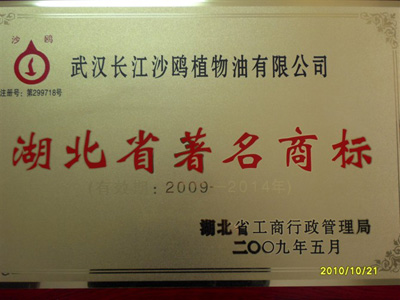 沙鸥
武汉长江沙鸥植物油有限公司
注册号：第299718号
湖北省著名商标
(有效期：2009--2014年)
湖北省工商行政管理局
二〇〇九年五月
2010/10/21